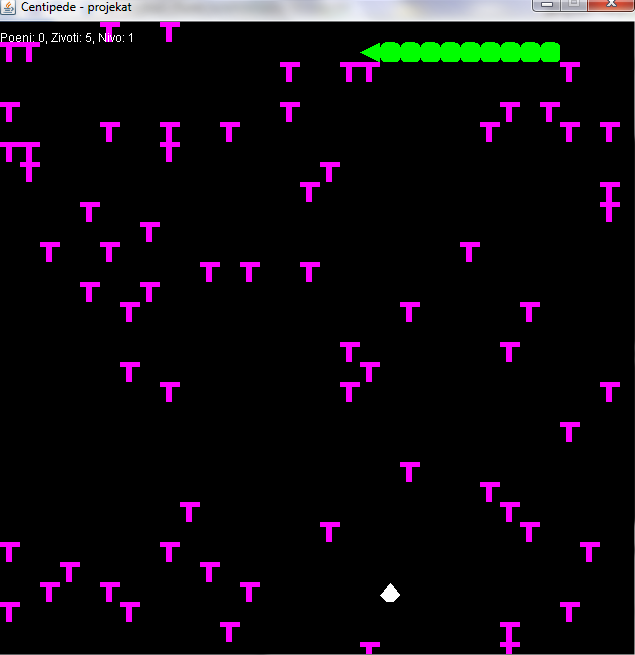 Centipede - projekat
Poeni: 0, Zivoti: 5, Nivo: 1